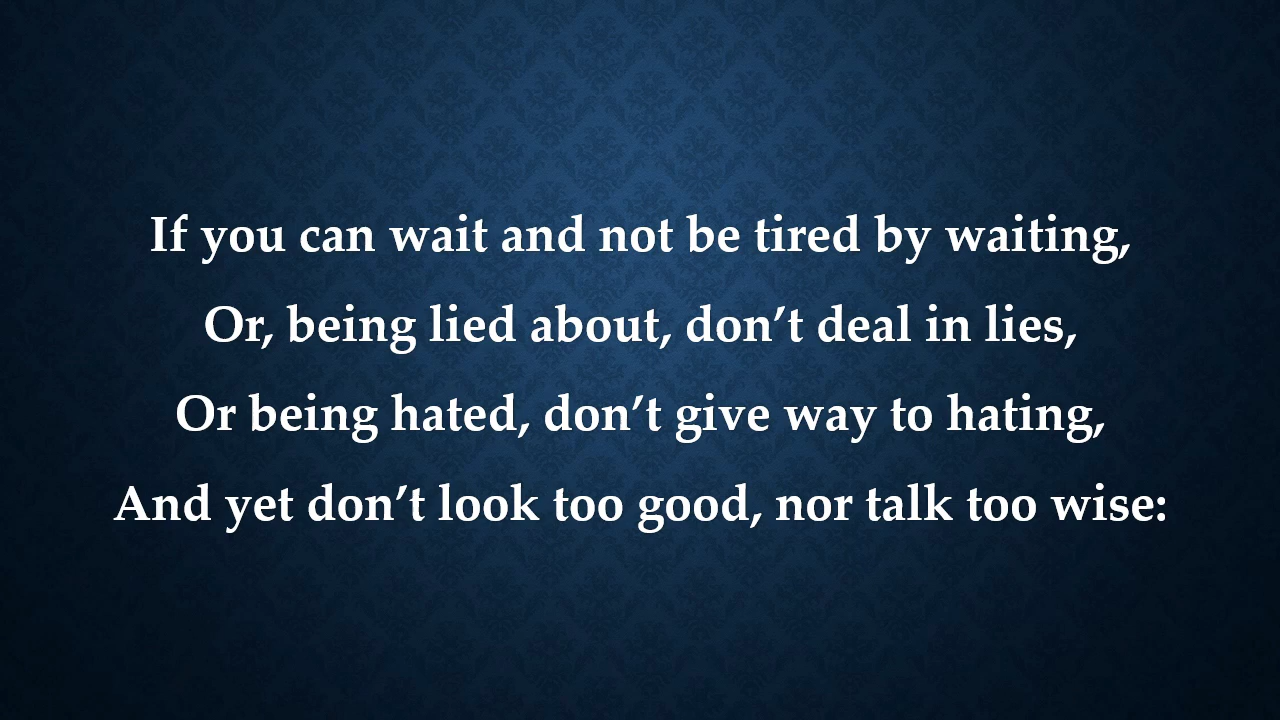 If you can wait and not be tired by waiting,
Or, being lied about, don’t deal in lies,
Or being hated, don’t give way to hating,
And yet don’t look too good, nor talk too wise: